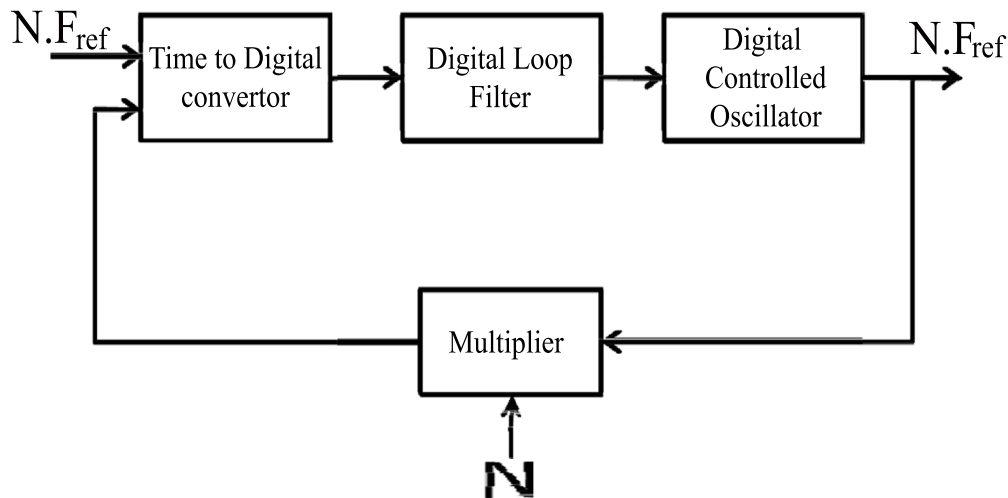 N.Fref
Time to Digital
convertor
Digital Loop
Filter
Digital
Controlled
Oscillator
N.Fref
Multiplier
N